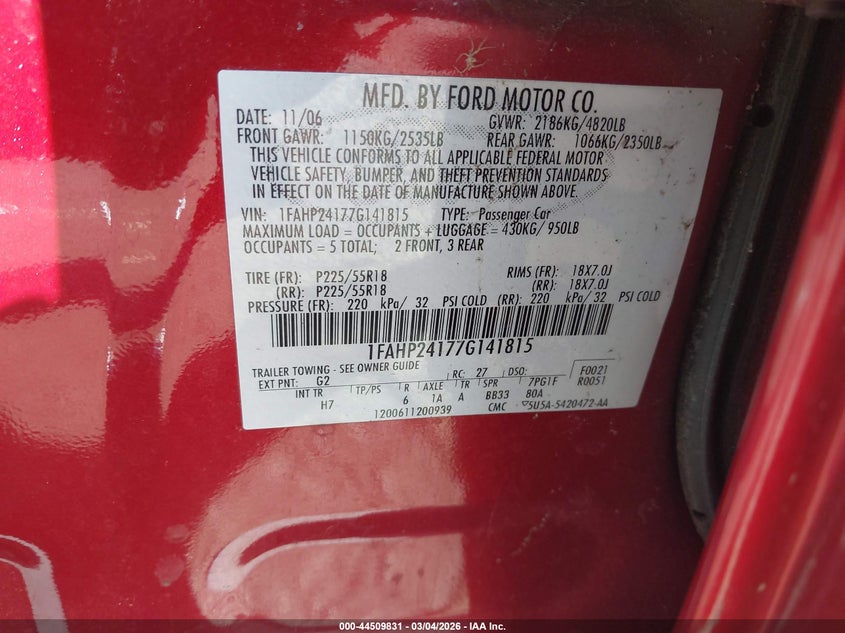 MFD. BY FORD MOTOR CO.
DATE: 11/06 GVWR: 2186KG/4820LB
FRONT GAWR: 1150KG/2535LB REAR GAWR: 1066KG/2350LB
THIS VEHICLE CONFORMS TO ALL APPLICABLE FEDERAL MOTOR
VEHICLE SAFETY, BUMPER, AND THEFT PREVENTION STANDARDS
IN EFFECT ON THE DATE OF MANUFACTURE SHOWN ABOVE.
VIN: 1FAHP24177G141815 TYPE: Passenger Car
MAXIMUM LOAD = OCCUPANTS + LUGGAGE = 430KG/ 950LB
OCCUPANTS = 5 TOTAL; 2 FRONT, 3 REAR
TIRE (FR): P225/55R18 RIMS (FR): 18X7.0J
(RR): P225/55R18 (RR): 18X7.0J
PRESSURE (FR): 220 kPa/ 32 PSI COLD (RR): 220 kPa/ 32 PSI COLD
1FAHP24177G141815
TRAILER TOWING - SEE OWNER GUIDE
EXT PNT: G2 RC: 27 DSO: F0021
INT TR TP/PS R AXLE TR SPR 7PG1F R0051
H7 6 1A A BB33 80A
1200611200939 CMC 5U5A-5420472-AA
000-44509831 - 03/04/2026 - IAA Inc.